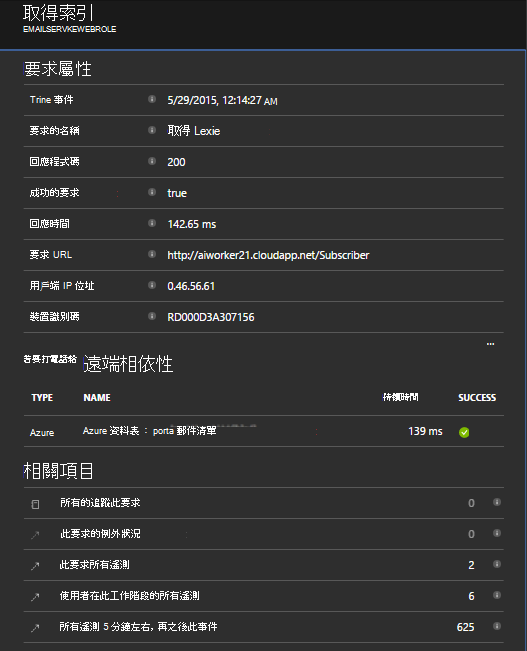 取得索引
EMAILSERVKEWEBROLE
要求屬性
Trine 事件 5/29/2015, 12:14:27 AM
要求的名稱 取得 Lexie
回應程式碼 200
成功的要求 true
回應時間 142.65 ms
要求 URL http://aiworker21.cloudapp.net/Subscriber
用戶端 IP 位址 0.46.56.61
裝置識別碼 RD000D3A307156
...
若要打電話給 遠端相依性
TYPE NAME 持續時間 SUCCESS
Azure Azure 資料表： porta 郵件清單 139 ms
相關項目
所有的追蹤此要求 0
此要求的例外狀況 0
此要求所有遙測 2
使用者在此工作階段的所有遙測 6
所有遙測 5 分鐘左右, 再之後此事件 625